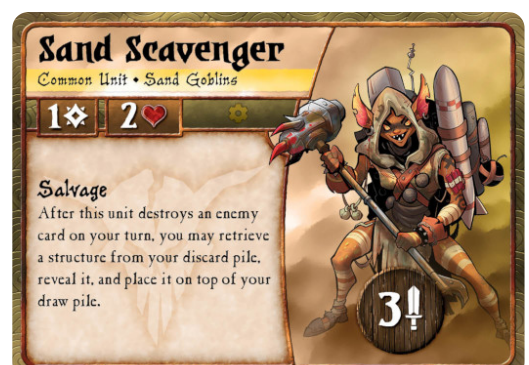 Sand Scavenger
Common Unit • Sand Goblins
1 2
Salvage
After this unit destroys an enemy
card on your turn, you may retrieve
a structure from your discard pile,
reveal it, and place it on top of your
draw pile.
3